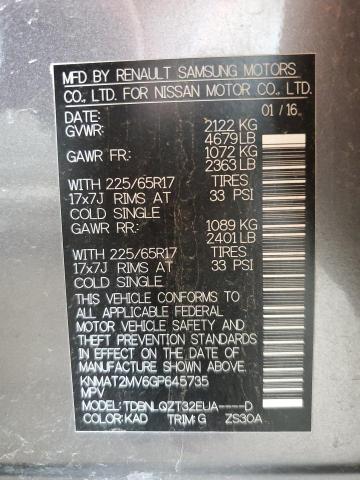 MFD BY RENAULT SAMSUNG MOTORS
CO., LTD. FOR NISSAN MOTOR CO., LTD.
DATE: 01/16
GVWR: 2122 KG
4679 LB
GAWR FR: 1072 KG
2363 LB
WITH 225/65R17 TIRES
17x7J RIMS AT 33 PSI
COLD SINGLE
GAWR RR: 1089 KG
2401 LB
WITH 225/65R17 TIRES
17x7J RIMS AT 33 PSI
COLD SINGLE
THIS VEHICLE CONFORMS TO
ALL APPLICABLE FEDERAL
MOTOR VEHICLE SAFETY AND
THEFT PREVENTION STANDARDS
IN EFFECT ON THE DATE OF
MANUFACTURE SHOWN ABOVE.
KNMAT2MV6GP645735
MPV
MODEL: TDBNLQZT32EUA----D
COLOR: KAD TRIM: G ZS30A